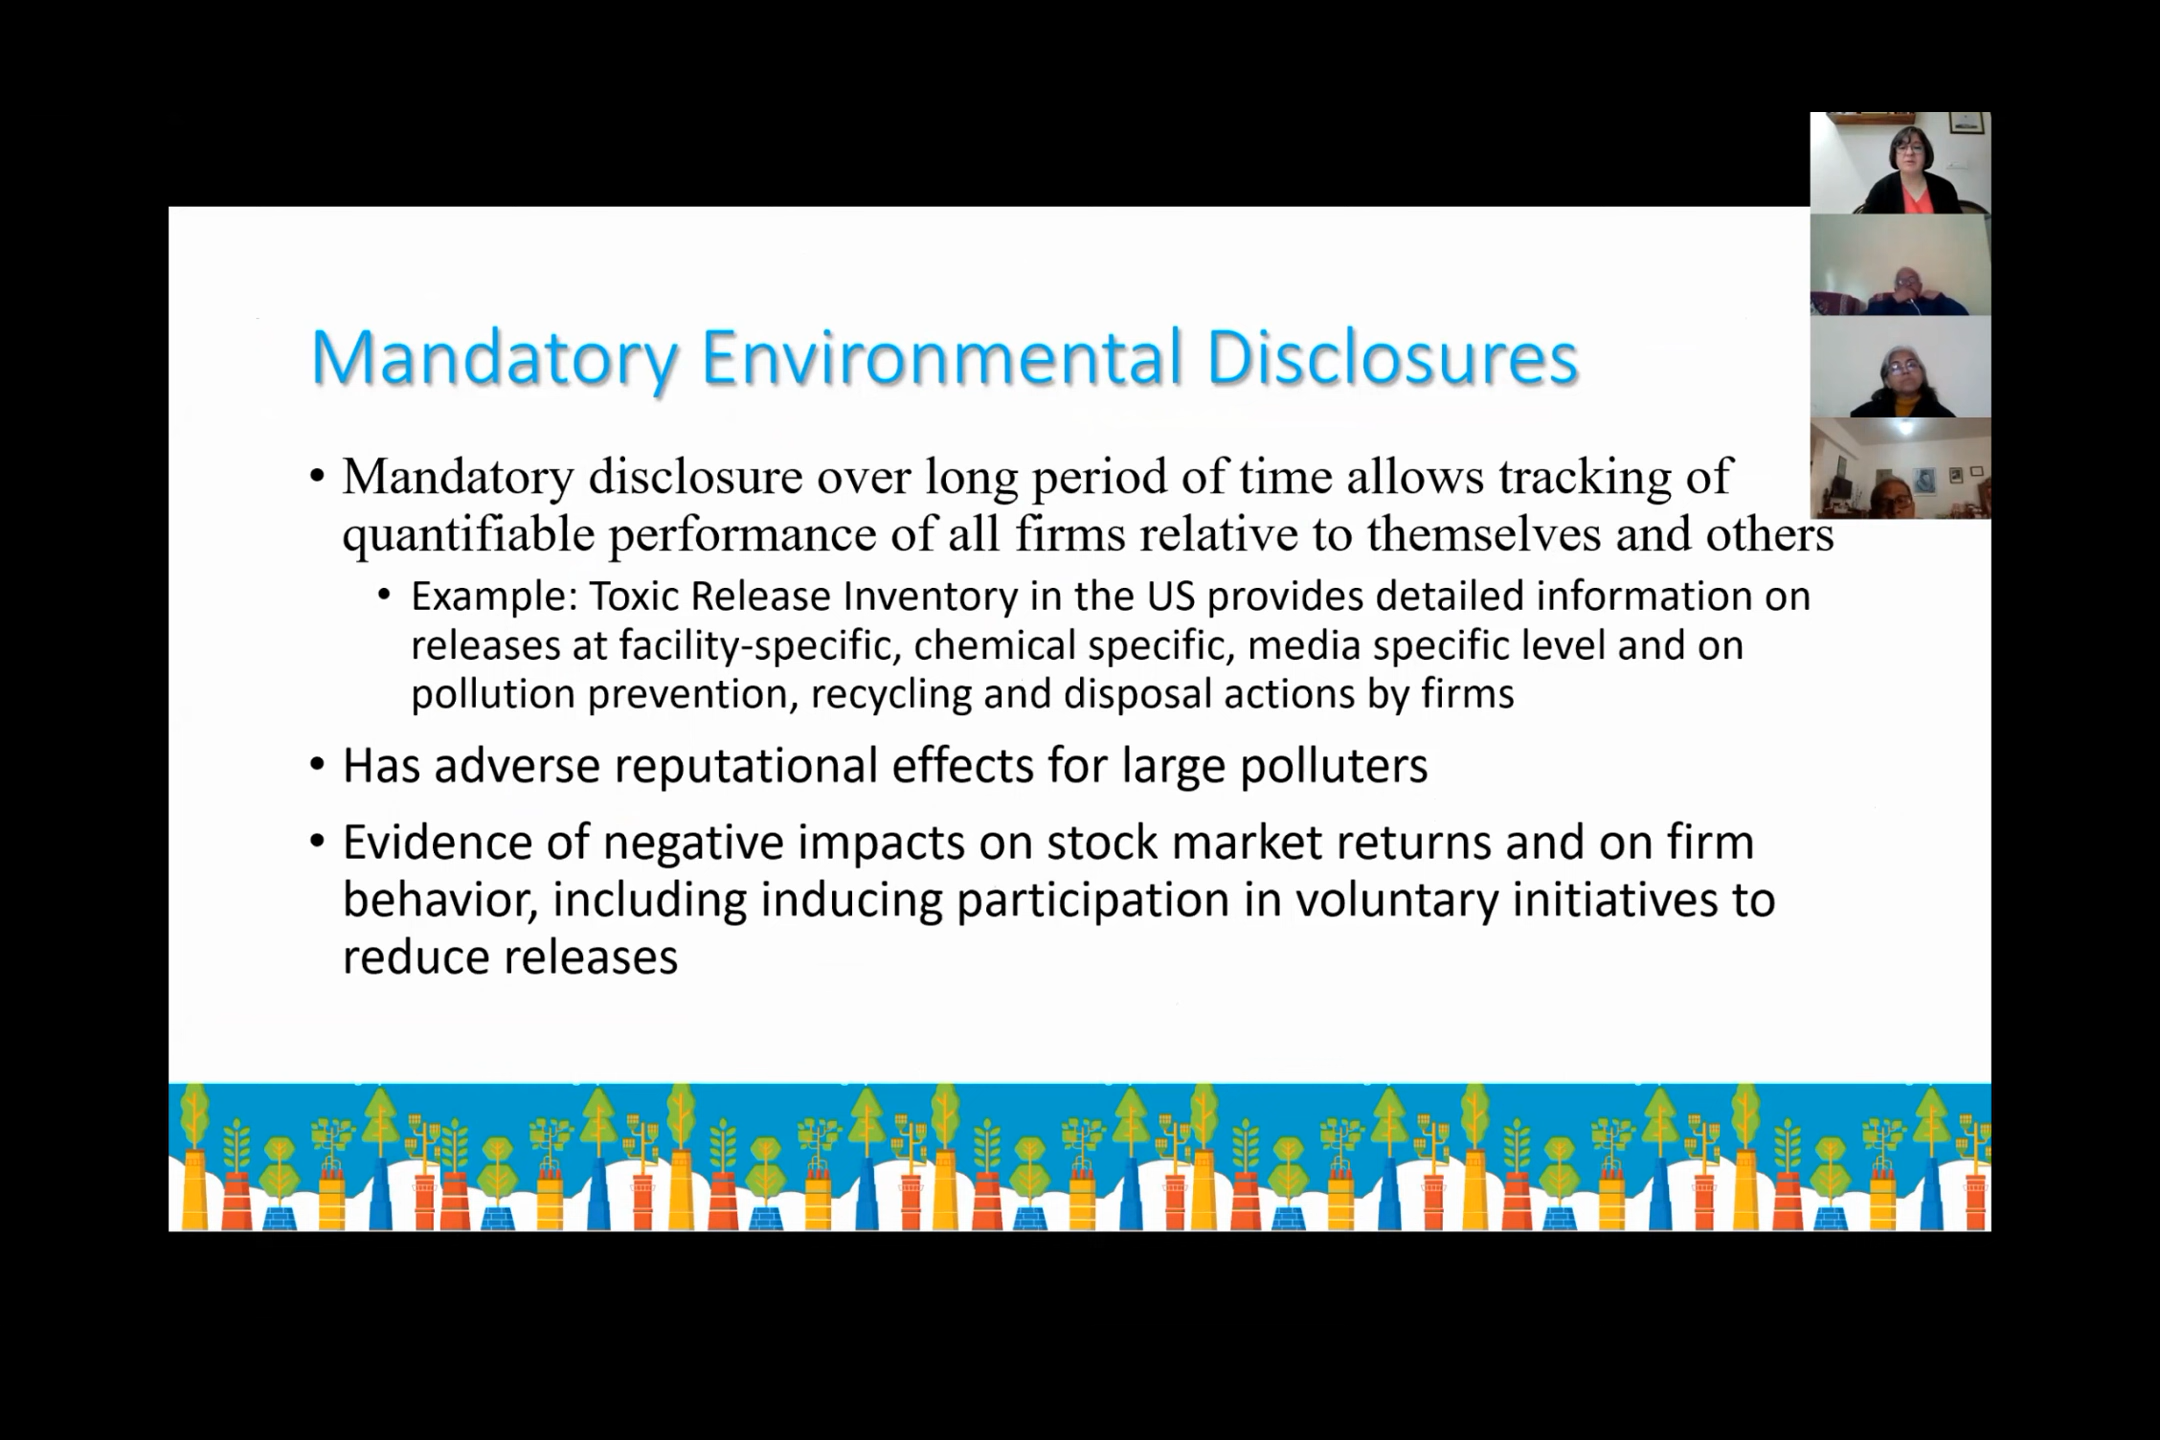 Mandatory Environmental Disclosures
• Mandatory disclosure over long period of time allows tracking of
quantifiable performance of all firms relative to themselves and others
• Example: Toxic Release Inventory in the US provides detailed information on
releases at facility-specific, chemical specific, media specific level and on
pollution prevention, recycling and disposal actions by firms
• Has adverse reputational effects for large polluters
• Evidence of negative impacts on stock market returns and on firm
behavior, including inducing participation in voluntary initiatives to
reduce releases